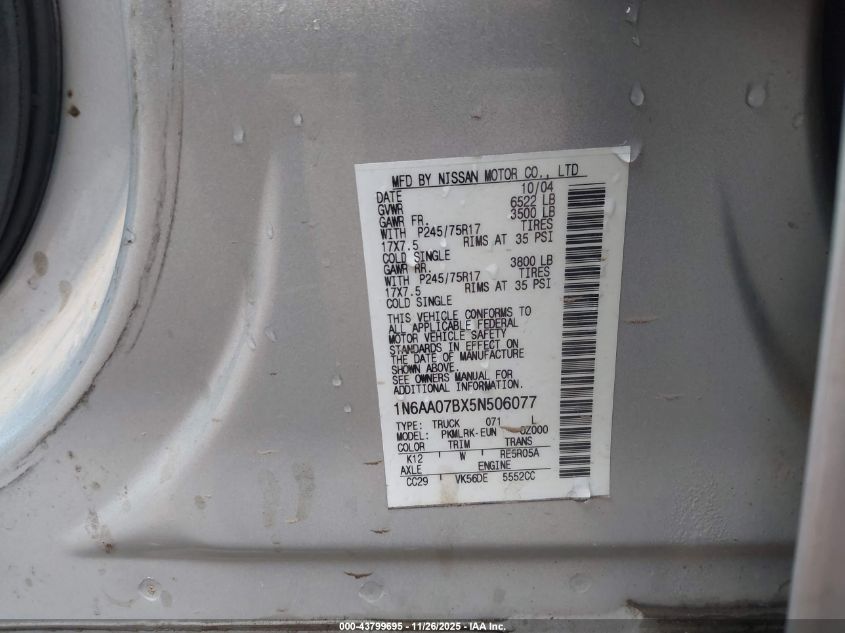 MFD BY NISSAN MOTOR CO., LTD
DATE 10/04
GVWR 6522 LB
GAWR FR. 3500 LB
WITH P245/75R17 TIRES
17X7.5 RIMS AT 35 PSI
COLD SINGLE
GAWR RR. 3800 LB
WITH P245/75R17 TIRES
17X7.5 RIMS AT 35 PSI
COLD SINGLE
THIS VEHICLE CONFORMS TO
ALL APPLICABLE FEDERAL
MOTOR VEHICLE SAFETY
STANDARDS IN EFFECT ON
THE DATE OF MANUFACTURE
SHOWN ABOVE.
SEE OWNERS MANUAL FOR
ADDITIONAL INFORMATION.
1N6AA07BX5N506077
TYPE: TRUCK 071 L
MODEL: PKMLRK-EUN 0Z000
COLOR TRIM TRANS
K12 W RE5R05A
AXLE ENGINE
CC29 VK56DE 5552CC
000-43799695 11/26/2025 IAA Inc.